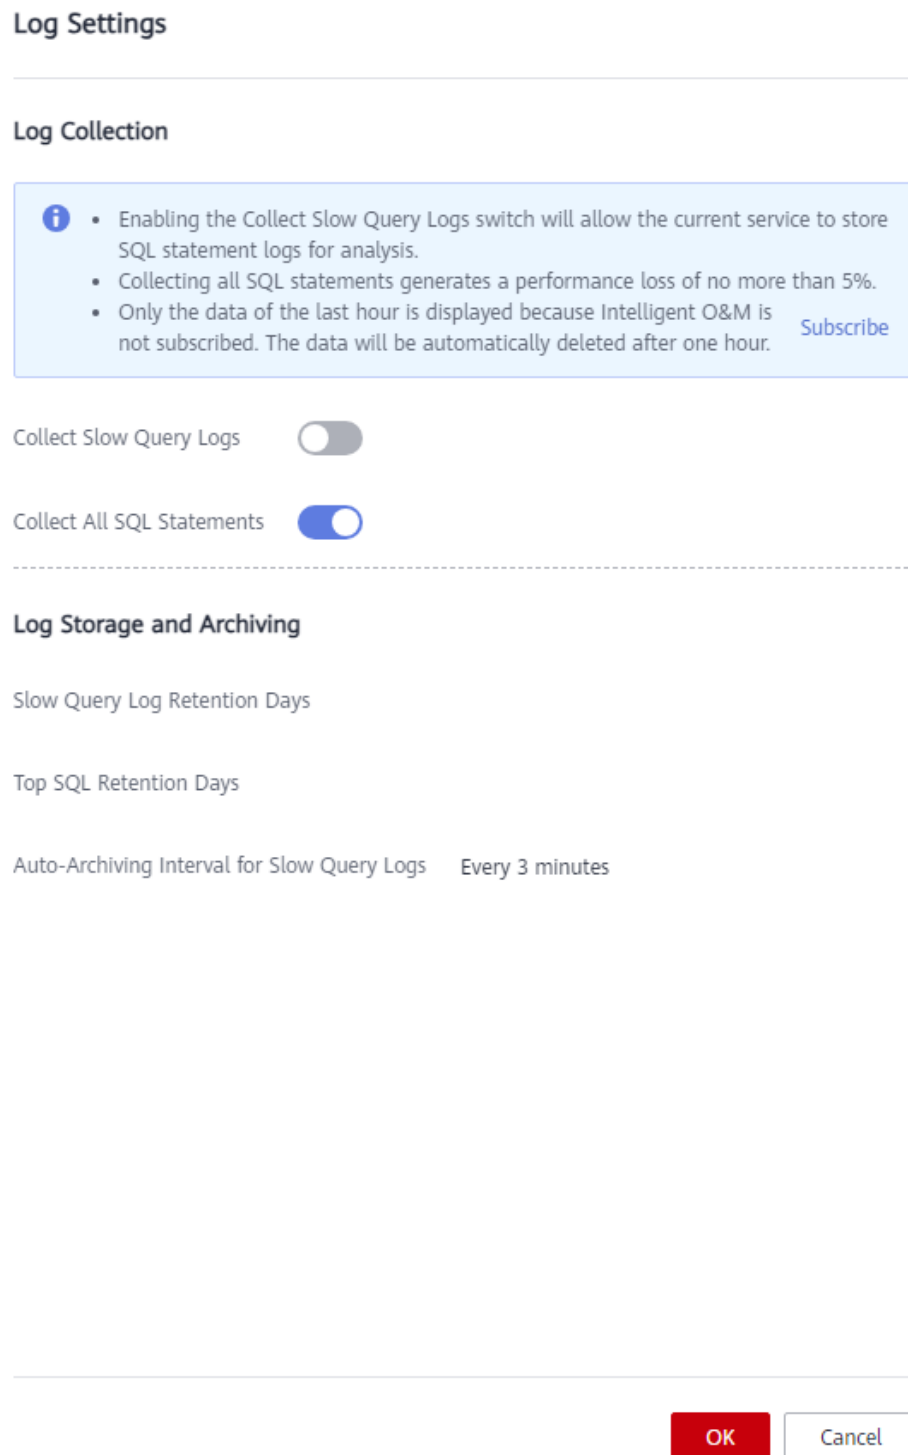 Log Settings
Log Collection
• Enabling the Collect Slow Query Logs switch will allow the current service to store
SQL statement logs for analysis.
• Collecting all SQL statements generates a performance loss of no more than 5%.
• Only the data of the last hour is displayed because Intelligent O&M is
not subscribed. The data will be automatically deleted after one hour.
Subscribe
Collect Slow Query Logs
Collect All SQL Statements
Log Storage and Archiving
Slow Query Log Retention Days
Top SQL Retention Days
Auto-Archiving Interval for Slow Query Logs Every 3 minutes
OK Cancel